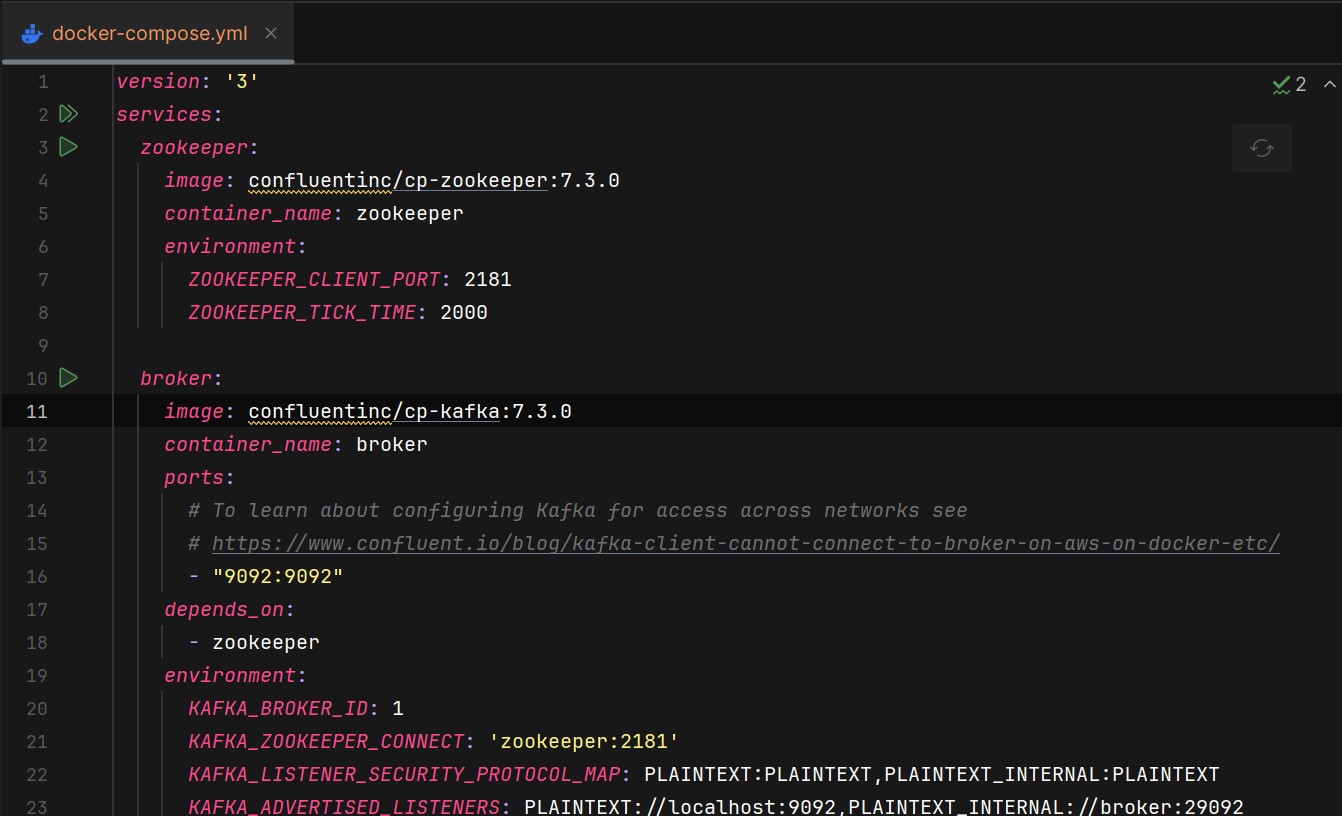 docker-compose.yml
2
1 version: '3'
2 services:
3   zookeeper:
4     image: confluentinc/cp-zookeeper:7.3.0
5     container_name: zookeeper
6     environment:
7       ZOOKEEPER_CLIENT_PORT: 2181
8       ZOOKEEPER_TICK_TIME: 2000
9
10   broker:
11     image: confluentinc/cp-kafka:7.3.0
12     container_name: broker
13     ports:
14       # To learn about configuring Kafka for access across networks see
15       # https://www.confluent.io/blog/kafka-client-cannot-connect-to-broker-on-aws-on-docker-etc/
16       - "9092:9092"
17     depends_on:
18       - zookeeper
19     environment:
20       KAFKA_BROKER_ID: 1
21       KAFKA_ZOOKEEPER_CONNECT: 'zookeeper:2181'
22       KAFKA_LISTENER_SECURITY_PROTOCOL_MAP: PLAINTEXT:PLAINTEXT,PLAINTEXT_INTERNAL:PLAINTEXT
23       KAFKA_ADVERTISED_LISTENERS: PLAINTEXT://localhost:9092,PLAINTEXT_INTERNAL://broker:29092